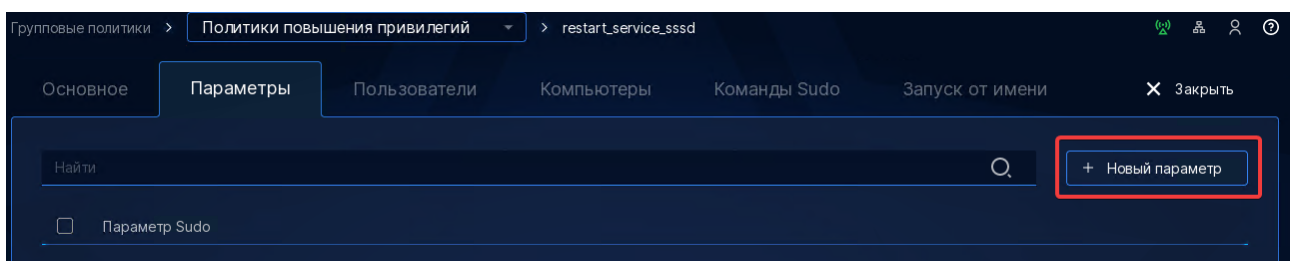 Групповые политики > Политики повышения привилегий > restart_service_sssd
Основное Параметры Пользователи Компьютеры Команды Sudo Запуск от имени × Закрыть
Найти + Новый параметр
Параметр Sudo